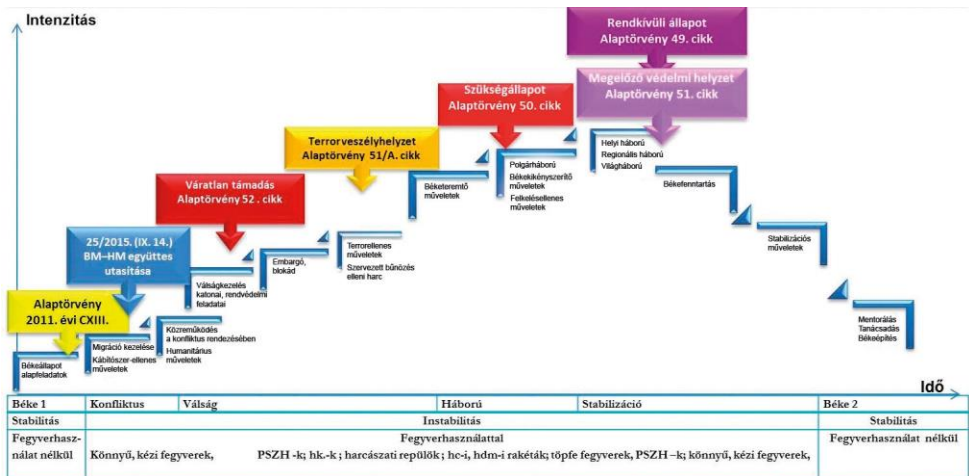 Intenzitás
Rendkívüli állapot
Alaptörvény 49. cikk
Megelőző védelmi helyzet
Alaptörvény 51. cikk
Szükségállapot
Alaptörvény 50. cikk
Terrorveszélyhelyzet
Alaptörvény 51/A. cikk
Váratlan támadás
Alaptörvény 52. cikk
25/2015. (IX. 14.)
BM–HM együttes
utasítása
Alaptörvény
2011. évi CXIII.
Békeállapot
alapfeladatok
Migráció kezelése
Kábítószer-ellenes
műveletek
Közreműködés
a konfliktus rendezésében
Humanitárius
műveletek
Válságkezelés
katonai, rendvédelmi
feladatai
Embargó,
blokád
Terrorellenes
műveletek
Szervezett bűnözés
elleni harc
Béketeremtő
műveletek
Polgárháború
Békekikényszerítő
műveletek
Felkelésellenes
műveletek
Helyi háború
Regionális háború
Világháború
Békefenntartás
Stabilizációs
műveletek
Mentorálás
Tanácsadás
Békeépítés
Idő
Béke 1 Konfliktus Válság Háború Stabilizáció Béke 2
Stabilitás Instabilitás Stabilitás
Fegyverhasz-
nálat nélkül
Fegyverhasználattal
Könnyű, kézi fegyverek, PSZH -k; hk.-k ; harcászati repülők ; hc-i, hdm-i rakéták; töpfe fegyverek, PSZH –k; könnyű, kézi fegyverek,
Fegyverhasználat nélkül